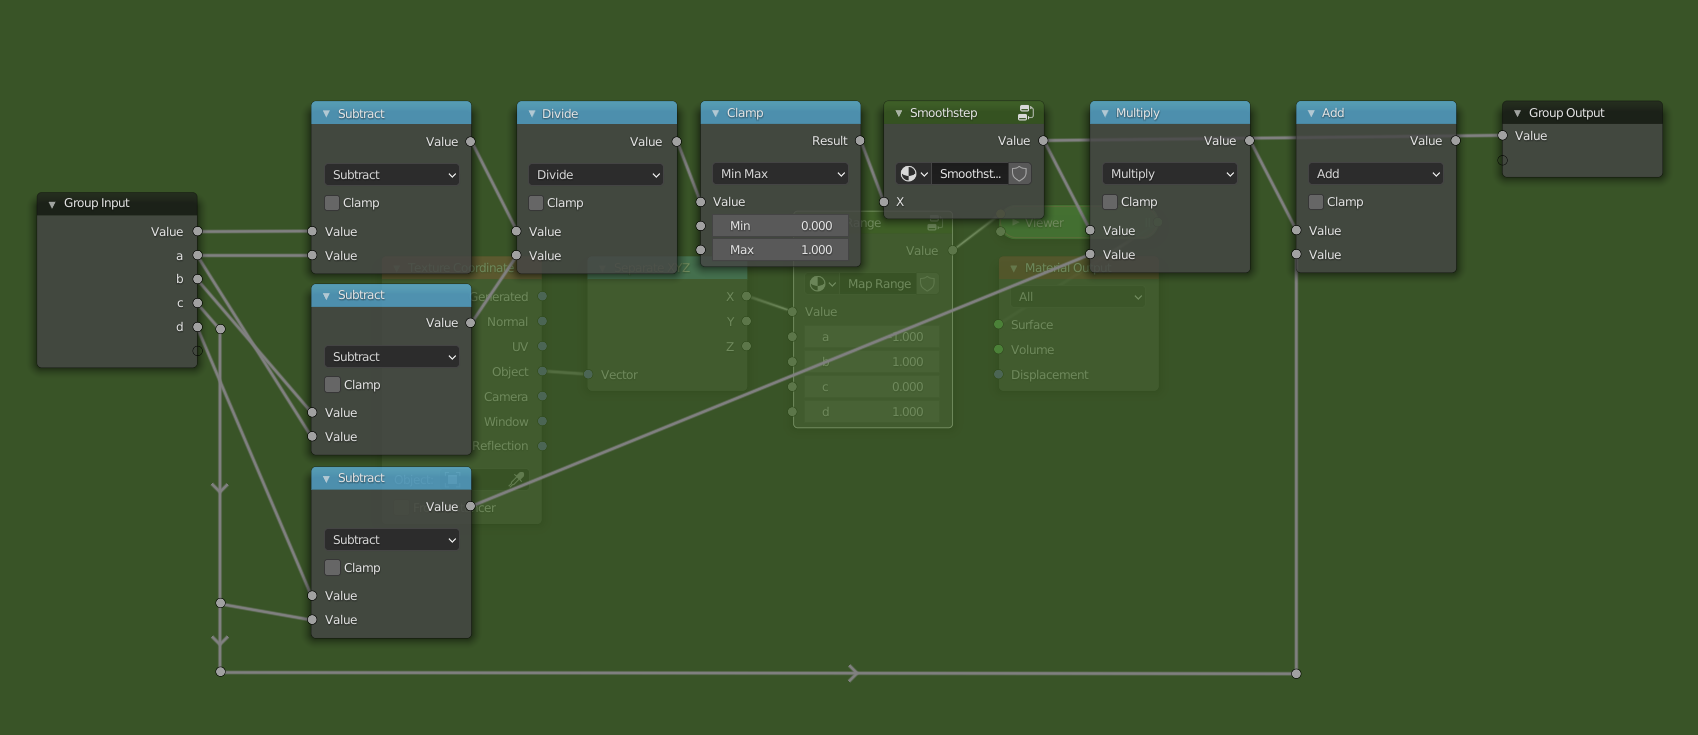 Group Input
Value
a
b
c
d
Subtract
Value
Subtract
Clamp
Value
Value
Subtract
Value
Subtract
Clamp
Value
Value
Subtract
Value
Subtract
Clamp
Value
Value
Divide
Value
Divide
Clamp
Value
Value
Clamp
Result
Min Max
Value
Min 0.000
Max 1.000
Smoothstep
Value
Smoothst...
X
Multiply
Value
Multiply
Clamp
Value
Value
Add
Value
Add
Clamp
Value
Value
Group Output
Value
Texture Coordinate
Generated
Normal
UV
Object
Camera
Window
Reflection
XYZ
X
Y
Z
Vector
Value
Map Range
Value
a -1.000
b 1.000
c 0.000
d 1.000
Viewer
Material Output
All
Surface
Volume
Displacement